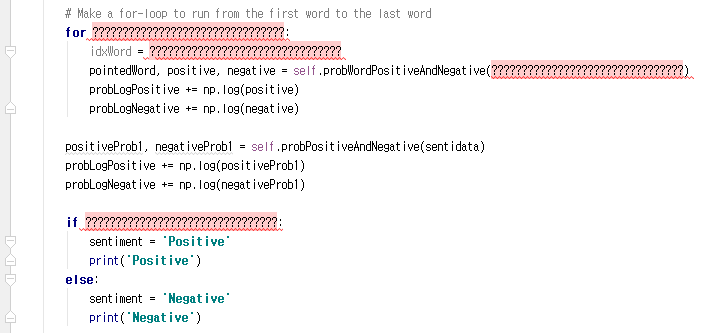 # Make a for-loop to run from the first word to the last word
for ????????????????????????????????:
idxWord = ????????????????????????????????
pointedWord, positive, negative = self.probWordPositiveAndNegative(????????????????????????????????)
probLogPositive += np.log(positive)
probLogNegative += np.log(negative)
positiveProb1, negativeProb1 = self.probPositiveAndNegative(sentidata)
probLogPositive += np.log(positiveProb1)
probLogNegative += np.log(negativeProb1)
if ????????????????????????????????:
sentiment = 'Positive'
print('Positive')
else:
sentiment = 'Negative'
print('Negative')